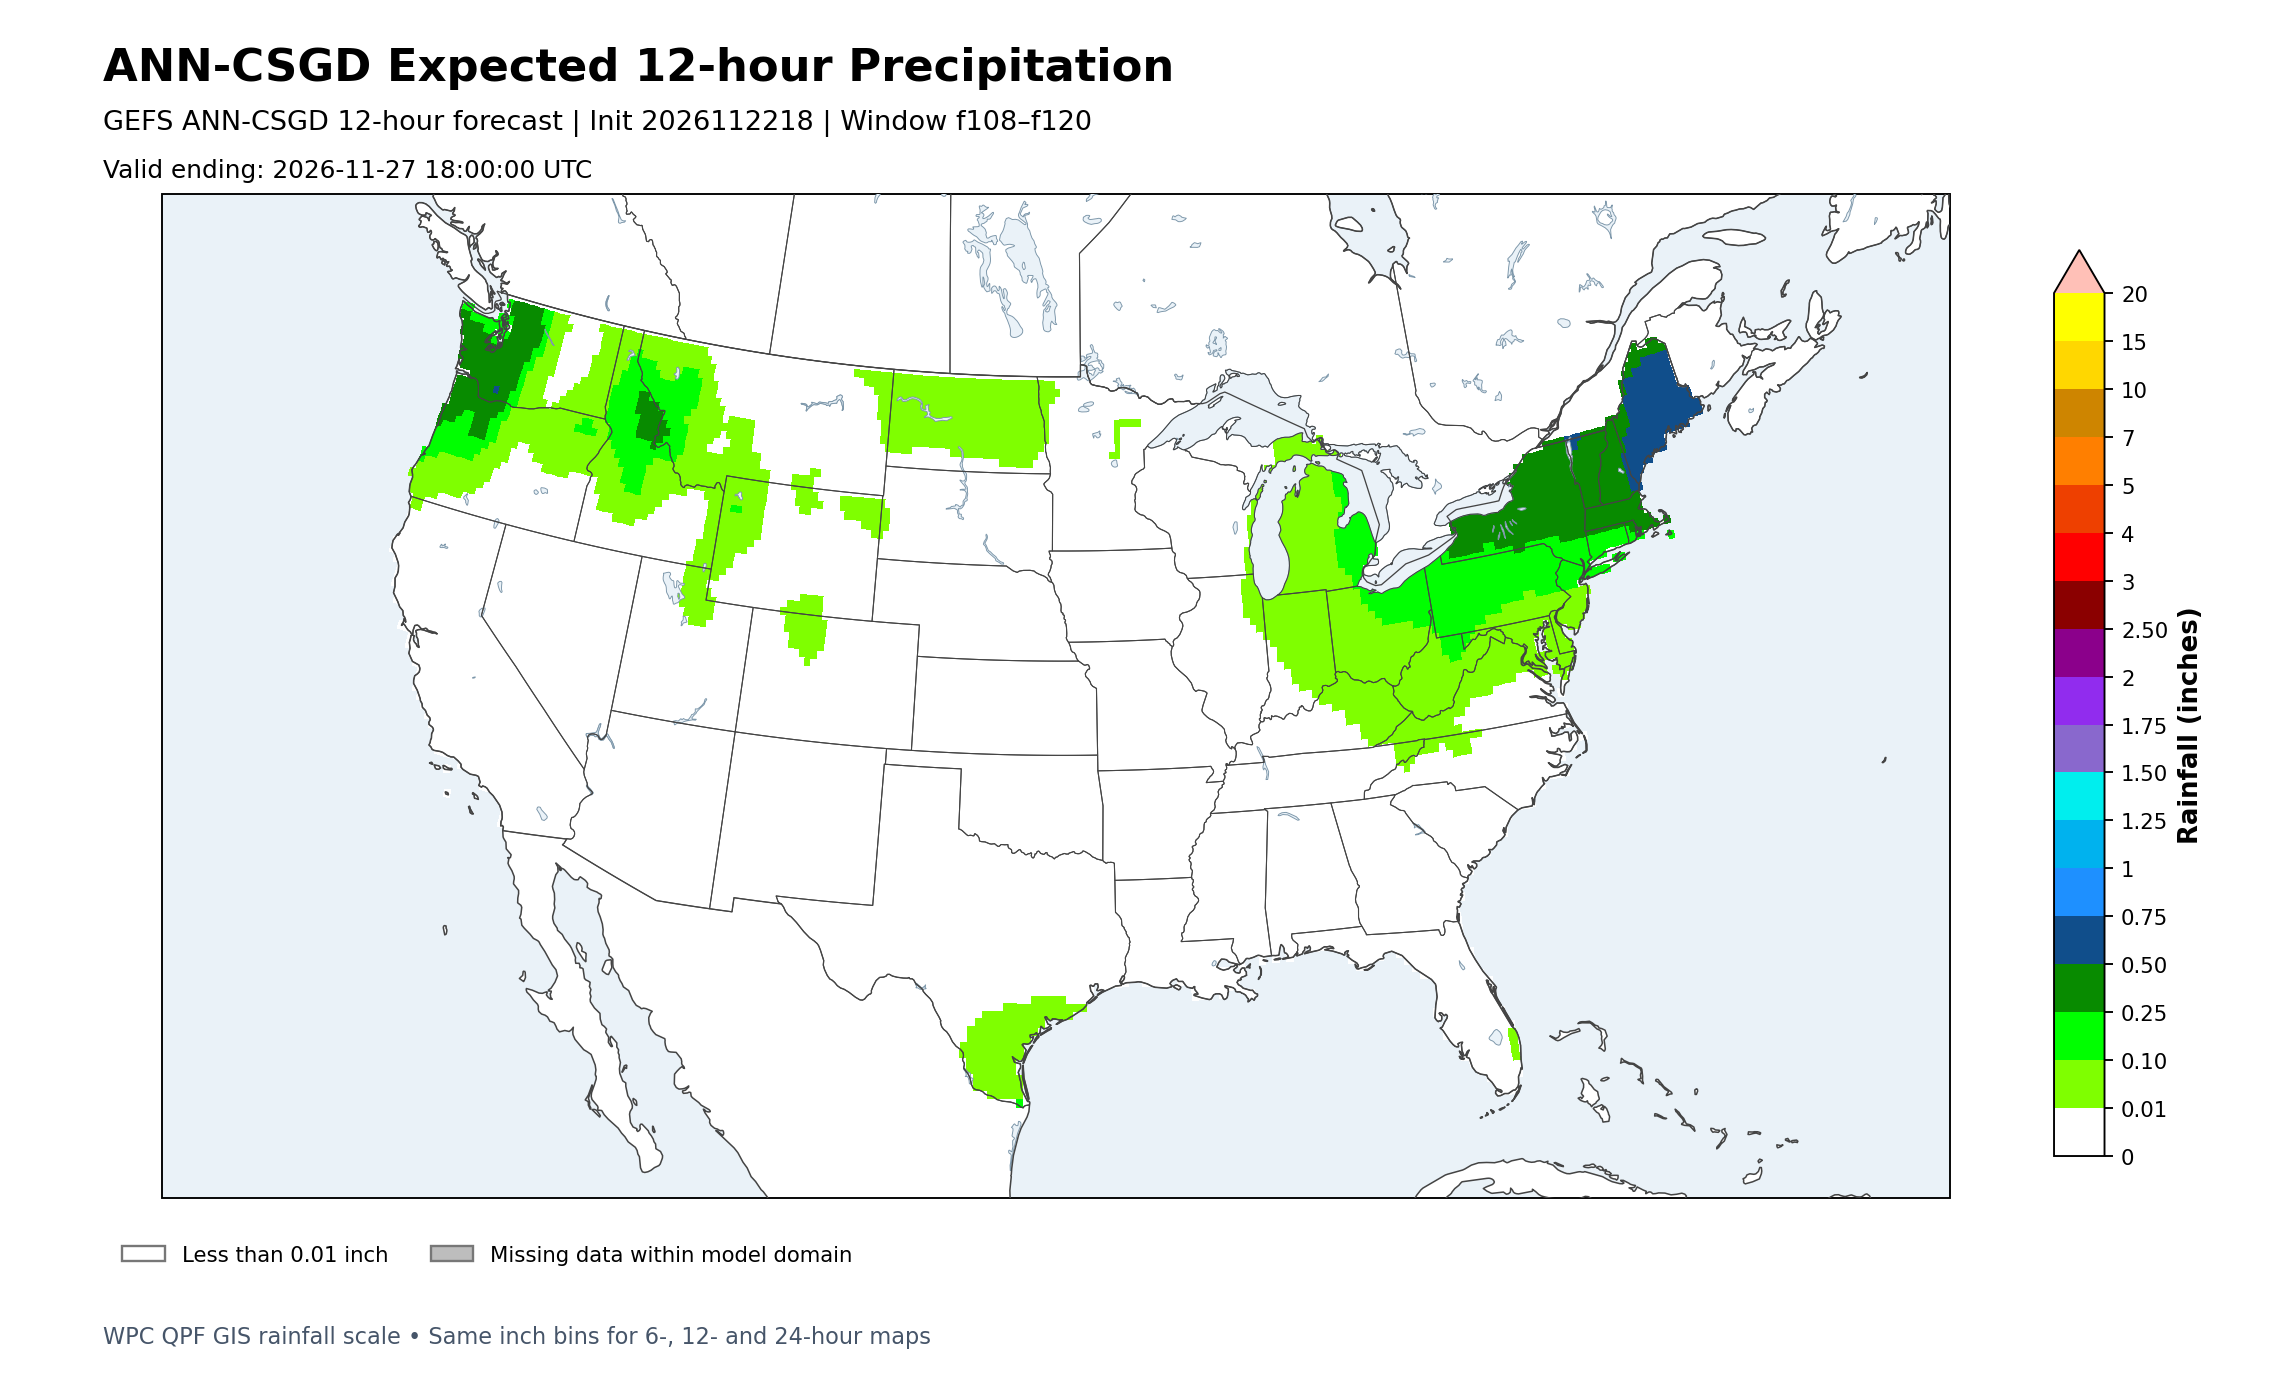 ANN-CSGD Expected 12-hour Precipitation
GEFS ANN-CSGD 12-hour forecast | Init 2026112218 | Window f108–f120
Valid ending: 2026-11-27 18:00:00 UTC
20
15
10
7
5
4
3
2.50
2
1.75
1.50
1.25
1
0.75
0.50
0.25
0.10
0.01
0
Rainfall (inches)
Less than 0.01 inch
Missing data within model domain
WPC QPF GIS rainfall scale • Same inch bins for 6-, 12- and 24-hour maps